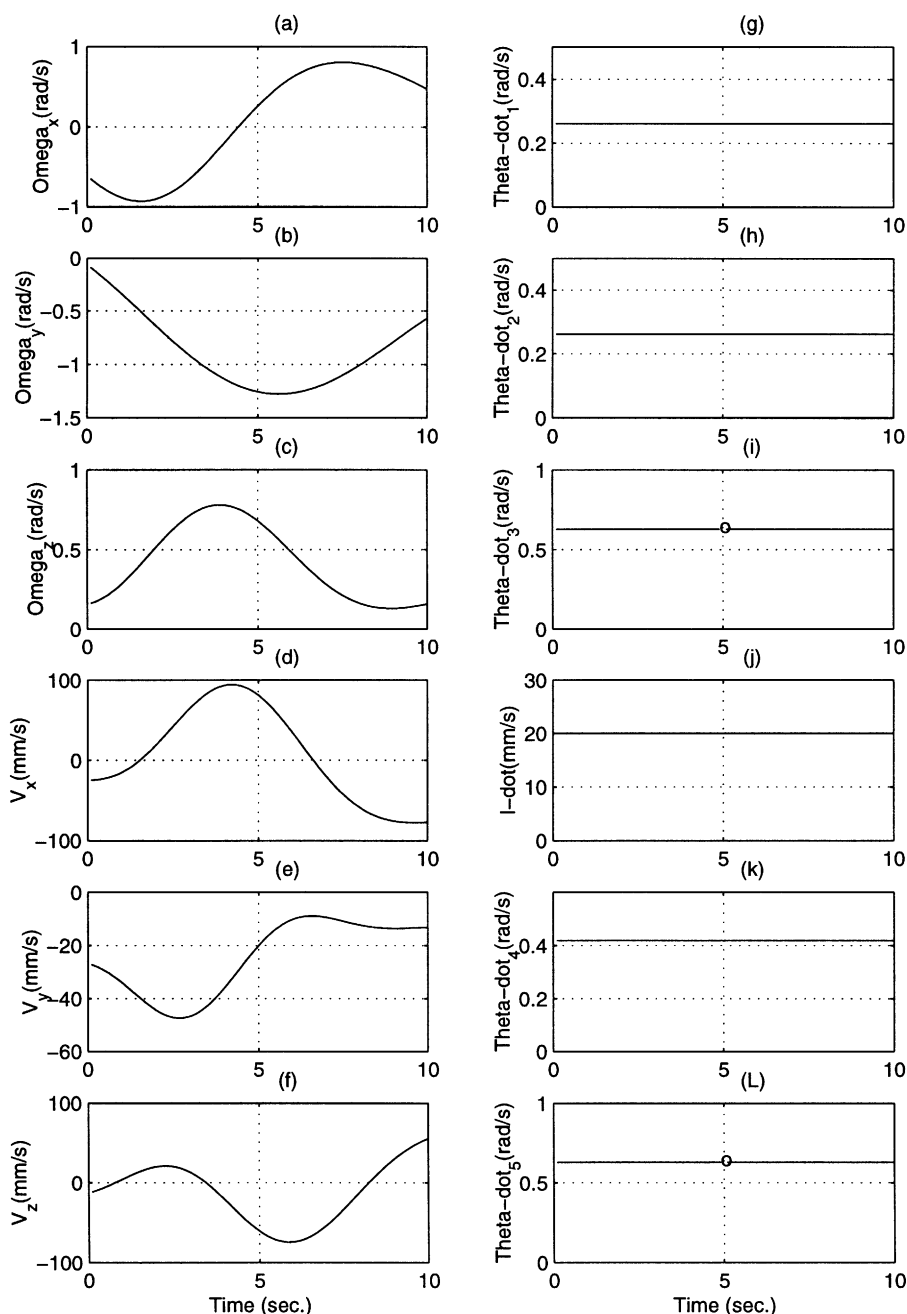 (a)
1
0
−1
0
5
10
Omega_x(rad/s)
(b)
0
−0.5
−1
−1.5
0
5
10
Omega_y(rad/s)
(c)
1
0.5
0
0
5
10
Omega_z(rad/s)
(d)
100
0
−100
0
5
10
V_x(mm/s)
(e)
0
−20
−40
−60
0
5
10
V_y(mm/s)
(f)
100
0
−100
0
5
10
V_z(mm/s)
Time (sec.)
(g)
0.4
0.2
0
0
5
10
Theta−dot_1(rad/s)
(h)
0.4
0.2
0
0
5
10
Theta−dot_2(rad/s)
(i)
1
0.5
0
0
5
10
Theta−dot_3(rad/s)
(j)
30
20
10
0
0
5
10
l−dot(mm/s)
(k)
0.4
0.2
0
0
5
10
Theta−dot_4(rad/s)
(L)
1
0.5
0
0
5
10
Theta−dot_5(rad/s)
Time (sec.)